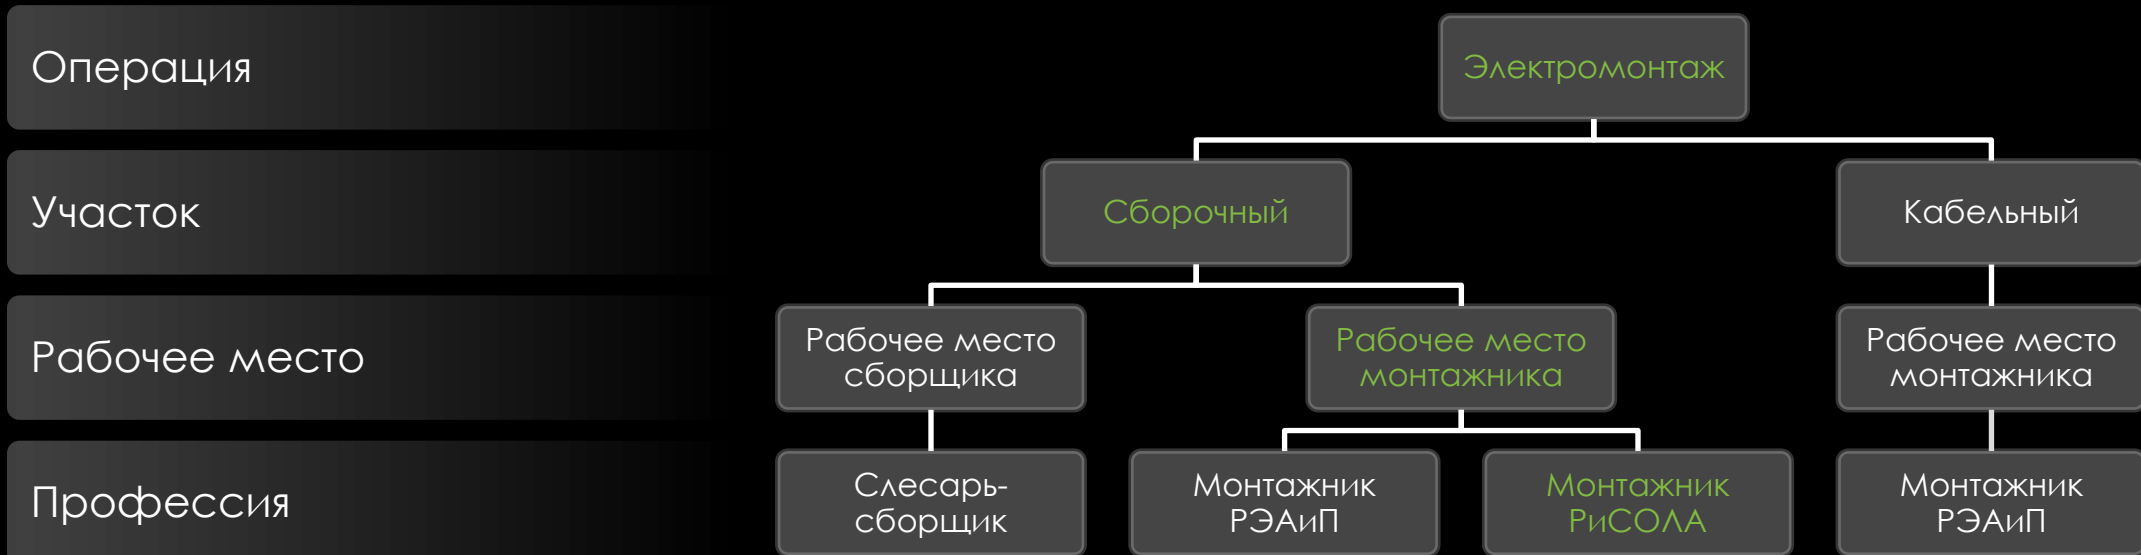 Операция
Электромонтаж
Участок
Сборочный
Кабельный
Рабочее место
Рабочее место
сборщика
Рабочее место
монтажника
Рабочее место
монтажника
Профессия
Слесарь-
сборщик
Монтажник
РЭАиП
Монтажник
РиСОЛА
Монтажник
РЭАиП